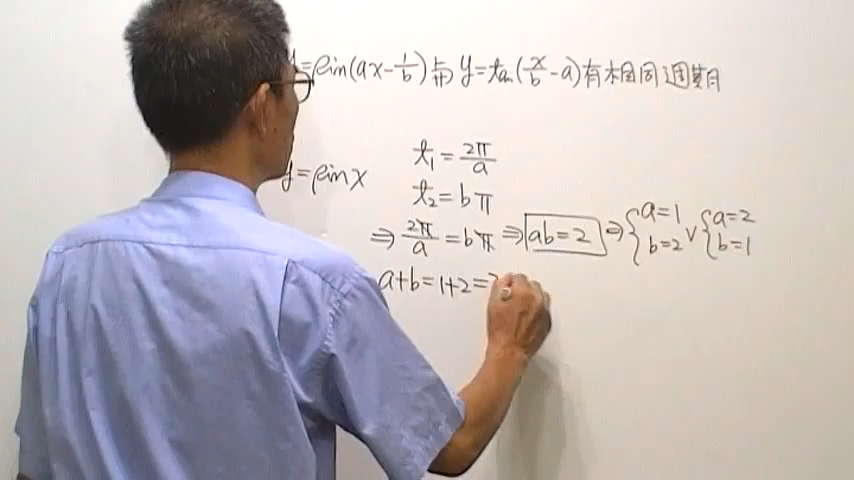 y=sin(ax-1/b)與y=tan(x/b-a)有相同週期
y=sinx
t₁=2π/a
t₂=bπ
⇒2π/a=bπ⇒ab=2⇒{a=1 b=2∨{a=2 b=1
a+b=1+2=